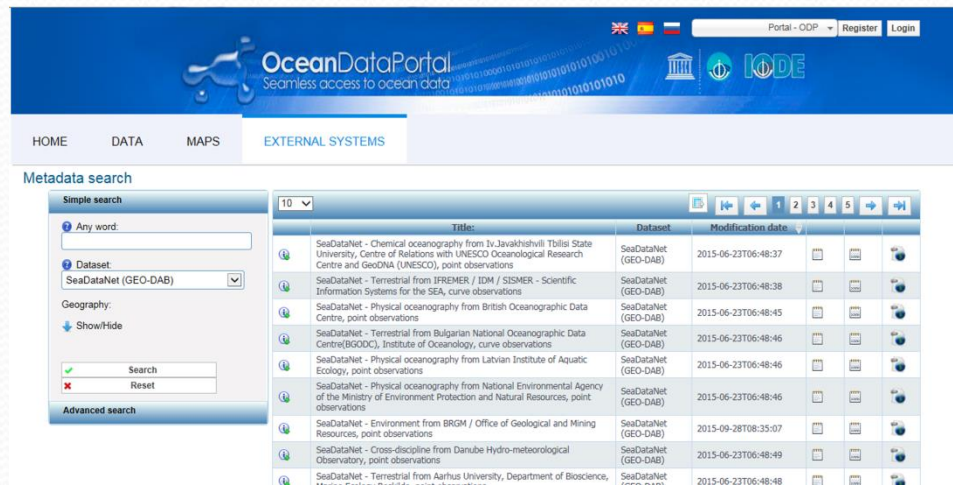 Portal - ODP
Register
Login
OceanDataPortal
Seamless access to ocean data
IODE
HOME
DATA
MAPS
EXTERNAL SYSTEMS
Metadata search
Simple search
Any word:
Dataset:
SeaDataNet (GEO-DAB)
Geography:
Show/Hide
Search
Reset
Advanced search
10
1 2 3 4 5
Title: Dataset Modification date
SeaDataNet - Chemical oceanography from Iv.Javakhishvili Tbilisi State
University, Centre of Relations with UNESCO Oceanological Research
Centre and GeoDNA (UNESCO), point observations
SeaDataNet
(GEO-DAB)
2015-06-23T06:48:37
SeaDataNet - Terrestrial from IFREMER / IDM / SISMER - Scientific
Information Systems for the SEA, curve observations
SeaDataNet
(GEO-DAB)
2015-06-23T06:48:38
SeaDataNet - Physical oceanography from British Oceanographic Data
Centre, point observations
SeaDataNet
(GEO-DAB)
2015-06-23T06:48:45
SeaDataNet - Terrestrial from Bulgarian National Oceanographic Data
Centre(BGODC), Institute of Oceanology, curve observations
SeaDataNet
(GEO-DAB)
2015-06-23T06:48:46
SeaDataNet - Physical oceanography from Latvian Institute of Aquatic
Ecology, point observations
SeaDataNet
(GEO-DAB)
2015-06-23T06:48:46
SeaDataNet - Physical oceanography from National Environmental Agency
of the Ministry of Environment Protection and Natural Resources, point
observations
SeaDataNet
(GEO-DAB)
2015-06-23T06:48:46
SeaDataNet - Environment from BRGM / Office of Geological and Mining
Resources, point observations
SeaDataNet
(GEO-DAB)
2015-09-28T08:35:07
SeaDataNet - Cross-discipline from Danube Hydro-meteorological
Observatory, point observations
SeaDataNet
(GEO-DAB)
2015-06-23T06:48:49
SeaDataNet - Terrestrial from Aarhus University, Department of Bioscience,
SeaDataNet
2015-06-23T06:48:48